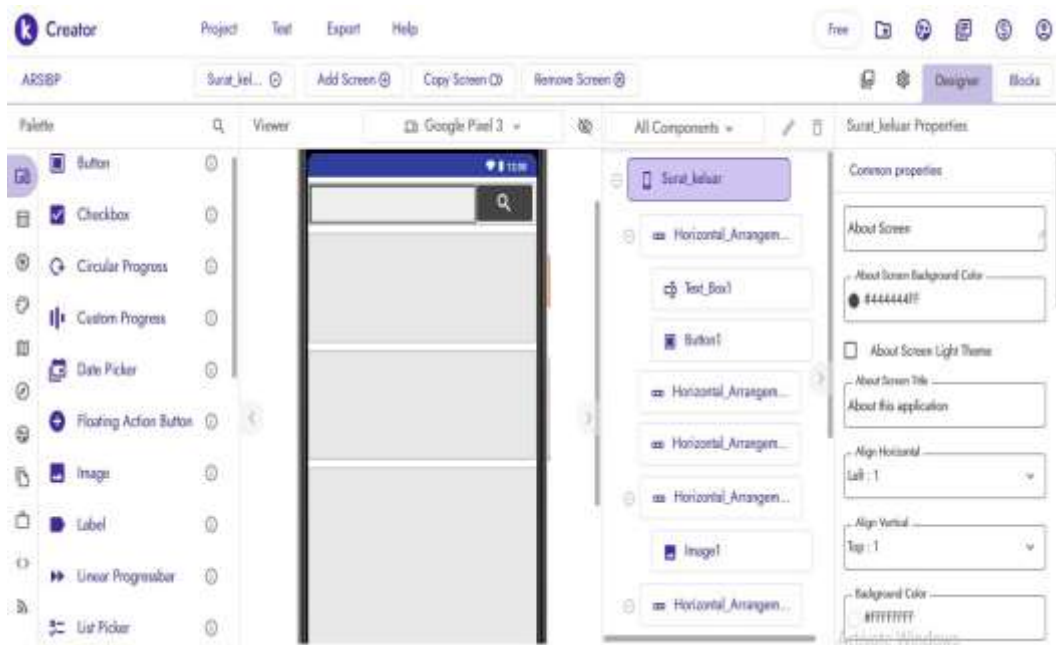 Creator
Project Test Export Help
Free
ARSIBP
Surat_kel...
Add Screen
Copy Screen
Remove Screen
Designer
Blocks
Palette
Viewer
Google Pixel 3
All Components
Surat_keluar Properties
Button
Checkbox
Circular Progress
Custom Progress
Date Picker
Floating Action Button
Image
Label
Linear Progressbar
List Picker
Surat_keluar
Horizontal_Arrangem...
Text_Box1
Button1
Horizontal_Arrangem...
Horizontal_Arrangem...
Horizontal_Arrangem...
Image1
Horizontal_Arrangem...
Common properties
About Screen
About Screen Background Color
#444444FF
About Screen Light Theme
About Screen Title
About this application
Align Horizontal
Left : 1
Align Vertical
Top : 1
Background Color
#FFFFFFFF
Activate Windows